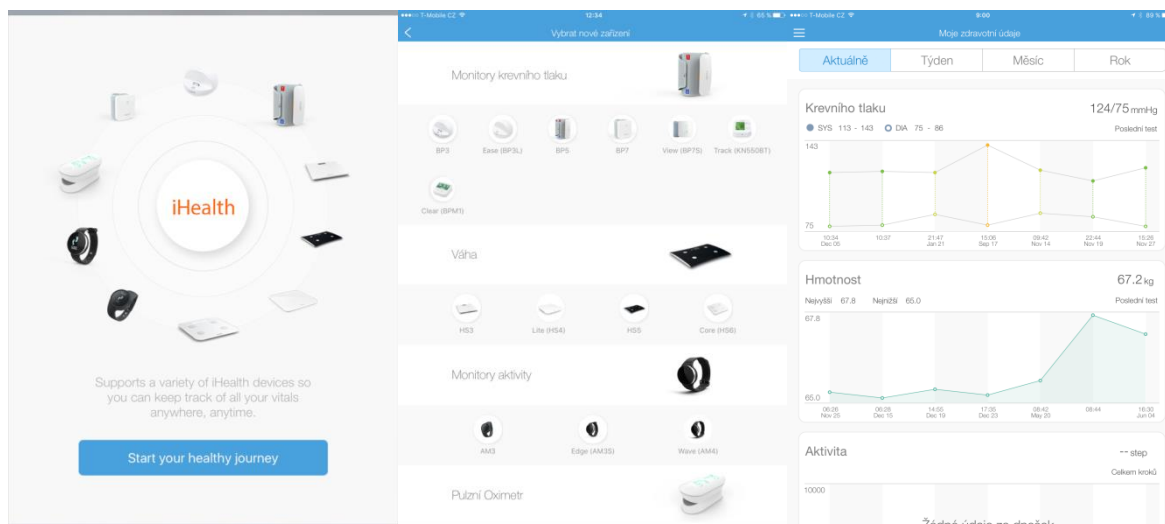 iHealth
Supports a variety of iHealth devices so
you can keep track of all your vitals
anywhere, anytime.
Start your healthy journey
T-Mobile CZ 12:34 65 %
Vybrat nové zařízení
Monitory krevního tlaku
BP3 Ease (BP3L) BP5 BP7 View (BP7S) Track (KN550BT)
Clear (BPM1)
Váha
HS3 Lite (HS4) HS5 Core (HS6)
Monitory aktivity
AM3 Edge (AM3S) Wave (AM4)
Pulzní Oximetr
T-Mobile CZ 9:00 89 %
Moje zdravotní údaje
Aktuálně Týden Měsíc Rok
Krevního tlaku 124/75 mmHg
SYS 113 - 143 DIA 75 - 86 Poslední test
143
75
10:34 10:37 21:47 15:06 09:42 22:44 15:26
Dec 05 Jan 21 Sep 17 Nov 14 Nov 19 Nov 27
Hmotnost 67.2 kg
Nejvyšší 67.8 Nejnižší 65.0 Poslední test
67.8
65.0
06:26 06:28 14:55 17:35 08:42 08:44 16:30
Nov 25 Dec 15 Dec 19 Dec 23 May 20 Jun 04
Aktivita -- step
Celkem kroků
10000
Žádné údaje za dnešek